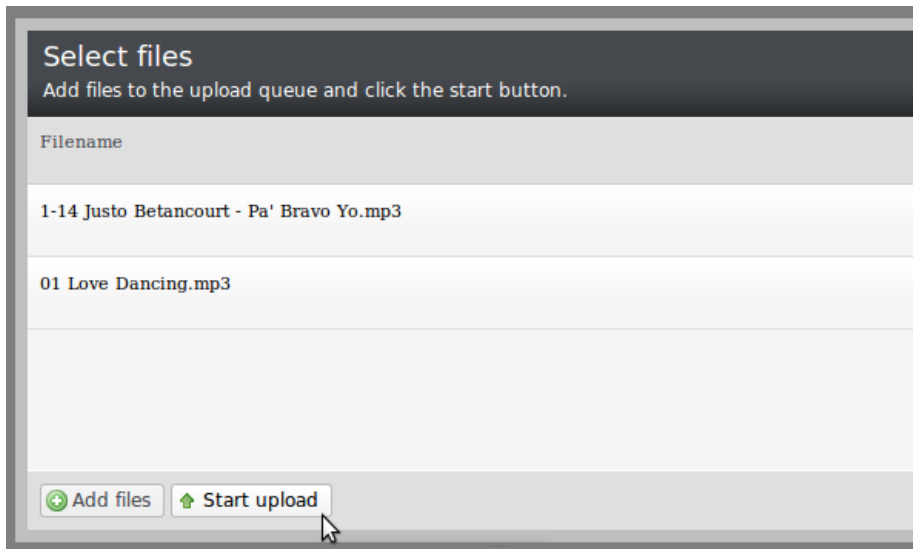 Select files
Add files to the upload queue and click the start button.
Filename
1-14 Justo Betancourt - Pa' Bravo Yo.mp3
01 Love Dancing.mp3
Add files Start upload